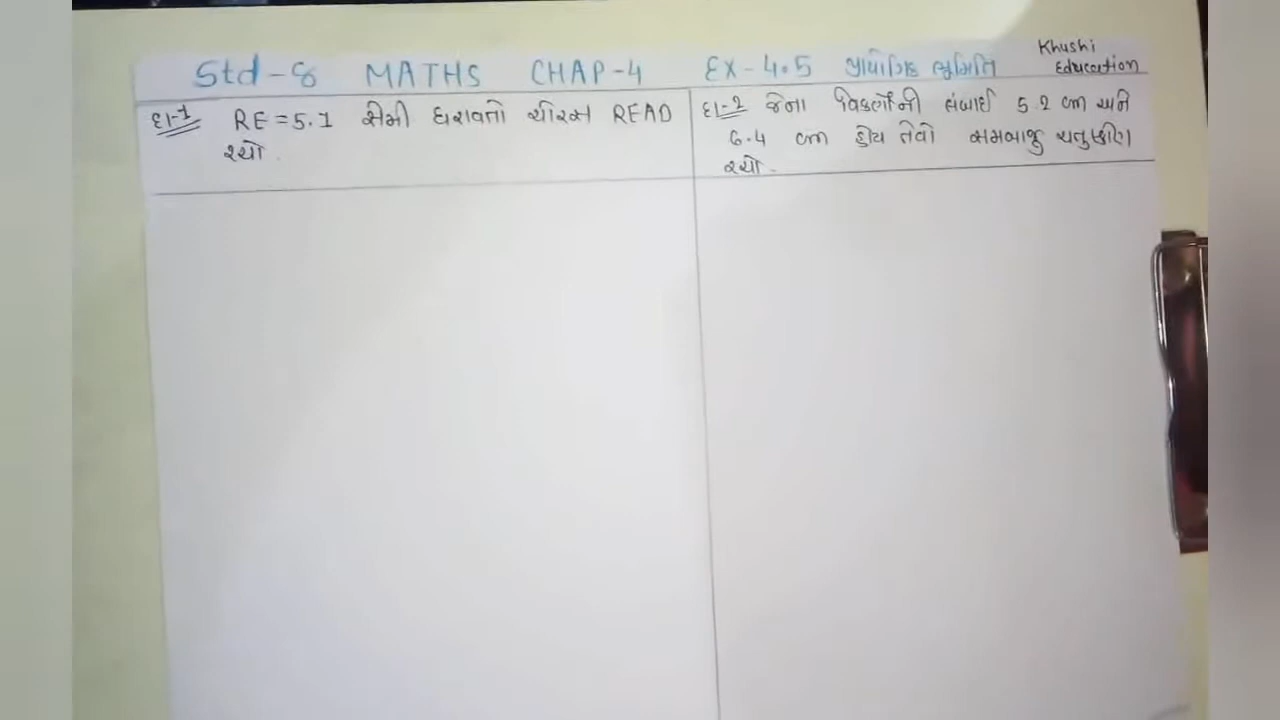 Std-8 MATHS CHAP-4 EX-4.5 પ્રાયોગિક ભૂમિતિ
Khushi
Education
દા-1 RE = 5.1 સેમી ધરાવતો ચોરસ READ
રચો.
દા-2 જેના વિકર્ણોની લંબાઈ 5.2 cm અને
6.4 cm હોય તેવો સમબાજુ ચતુષ્કોણ
રચો.